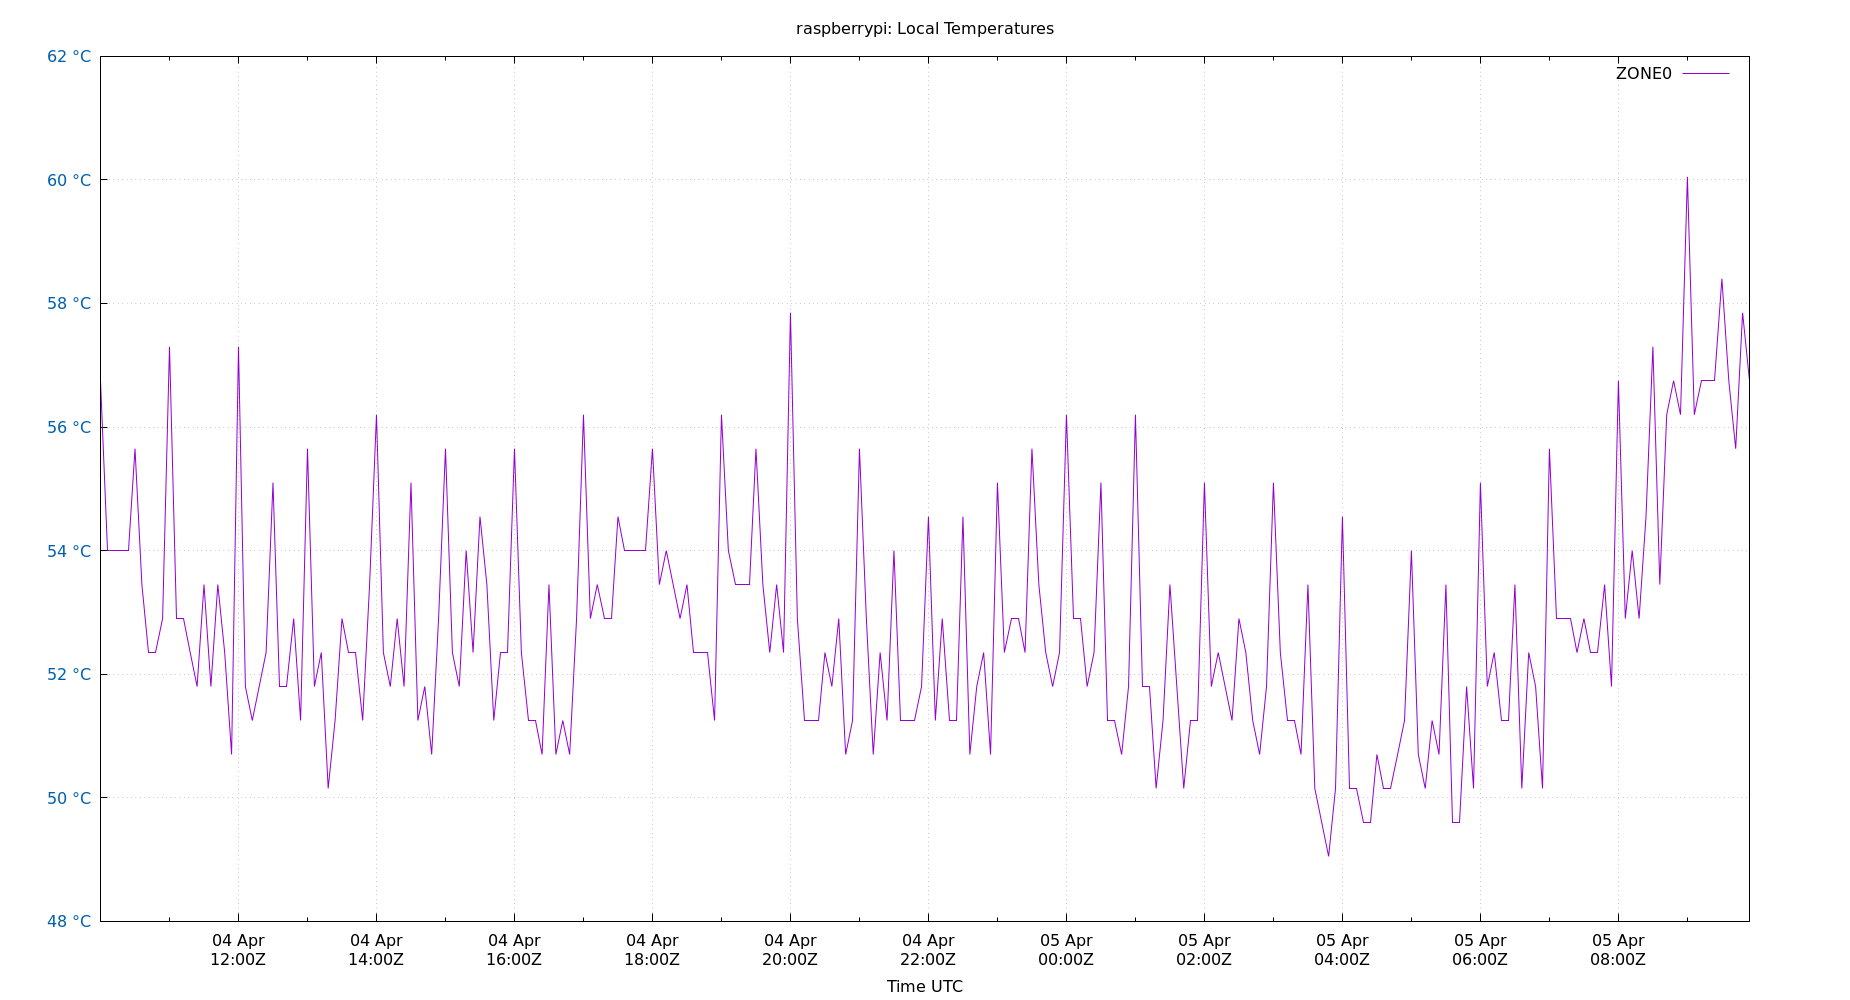 raspberrypi: Local Temperatures
62 °C
ZONE0
60 °C
58 °C
56 °C
54 °C
52 °C
50 °C
48 °C
04 Apr 04 Apr 04 Apr 04 Apr 04 Apr 04 Apr 05 Apr 05 Apr 05 Apr 05 Apr 05 Apr
12:00Z 14:00Z 16:00Z 18:00Z 20:00Z 22:00Z 00:00Z 02:00Z 04:00Z 06:00Z 08:00Z
Time UTC